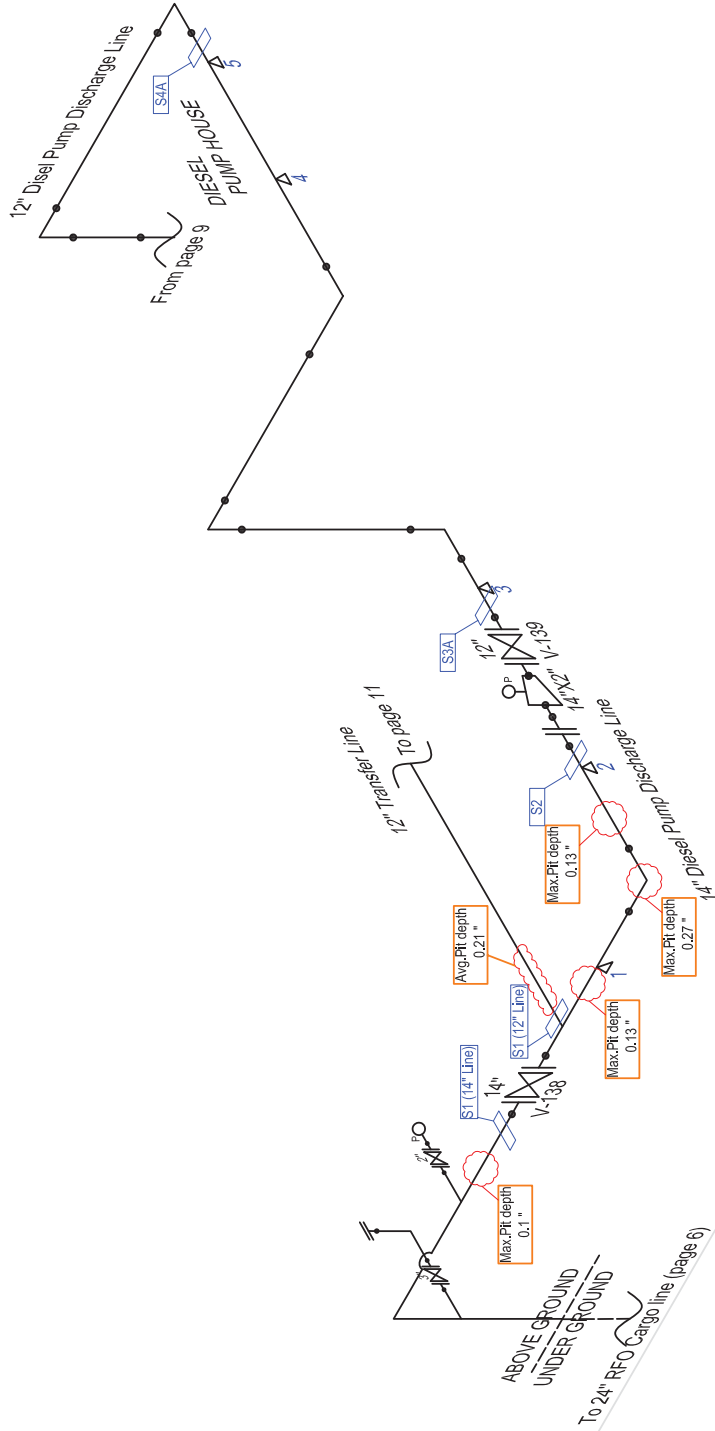 12" Disel Pump Discharge Line
S4A
5
DIESEL
PUMP HOUSE
4
From page 9
3
S3A
12"
V-139
P
14"X2"
To page 11
12" Transfer Line
2
S2
14" Diesel Pump Discharge Line
Max.Pit depth
0.13 "
Avg.Pit depth
0.21 "
Max.Pit depth
0.27 "
1
S1 (12" Line)
Max.Pit depth
0.13 "
S1 (14" Line)
14"
V-138
P
2"
Max.Pit depth
0.1 "
ABOVE GROUND
UNDER GROUND
To 24" RFO Cargo line (page 6)